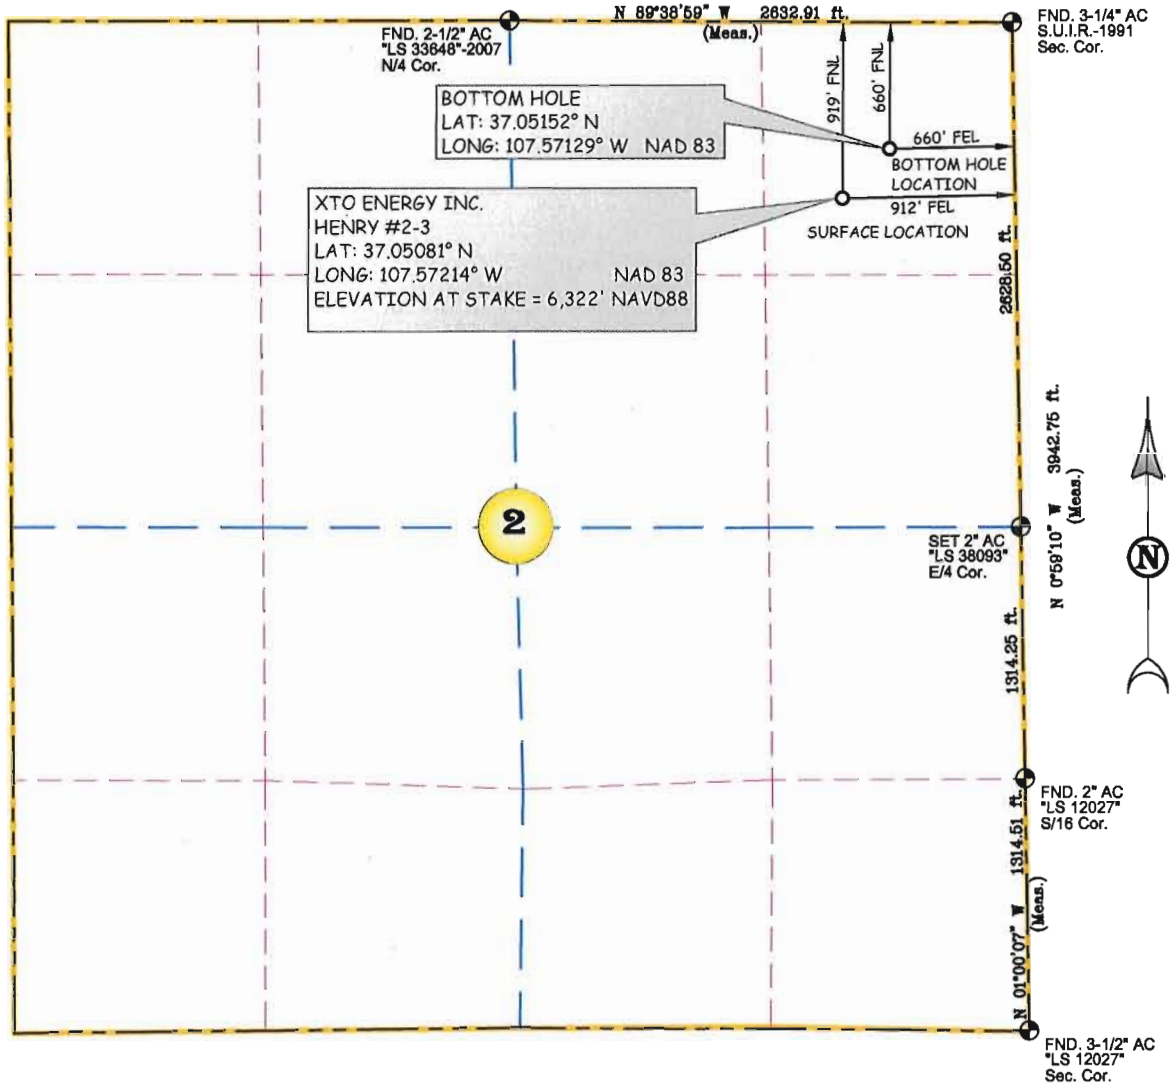 N 89°38'59" W 2632.91 ft.
(Meas.)
FND. 2-1/2" AC
"LS 33648"-2007
N/4 Cor.
FND. 3-1/4" AC
S.U.I.R.-1991
Sec. Cor.
919' FNL
660' FNL
BOTTOM HOLE
LAT: 37.05152° N
LONG: 107.57129° W NAD 83
660' FEL
BOTTOM HOLE
LOCATION
912' FEL
SURFACE LOCATION
XTO ENERGY INC.
HENRY #2-3
LAT: 37.05081° N
LONG: 107.57214° W NAD 83
ELEVATION AT STAKE = 6,322' NAVD88
2628.50 ft.
N 0°59'10" W 3942.75 ft.
(Meas.)
2
SET 2" AC
"LS 38093"
E/4 Cor.
N
1314.25 ft.
FND. 2" AC
"LS 12027"
S/16 Cor.
N 01°00'07" W 1314.51 ft.
(Meas.)
FND. 3-1/2" AC
"LS 12027"
Sec. Cor.